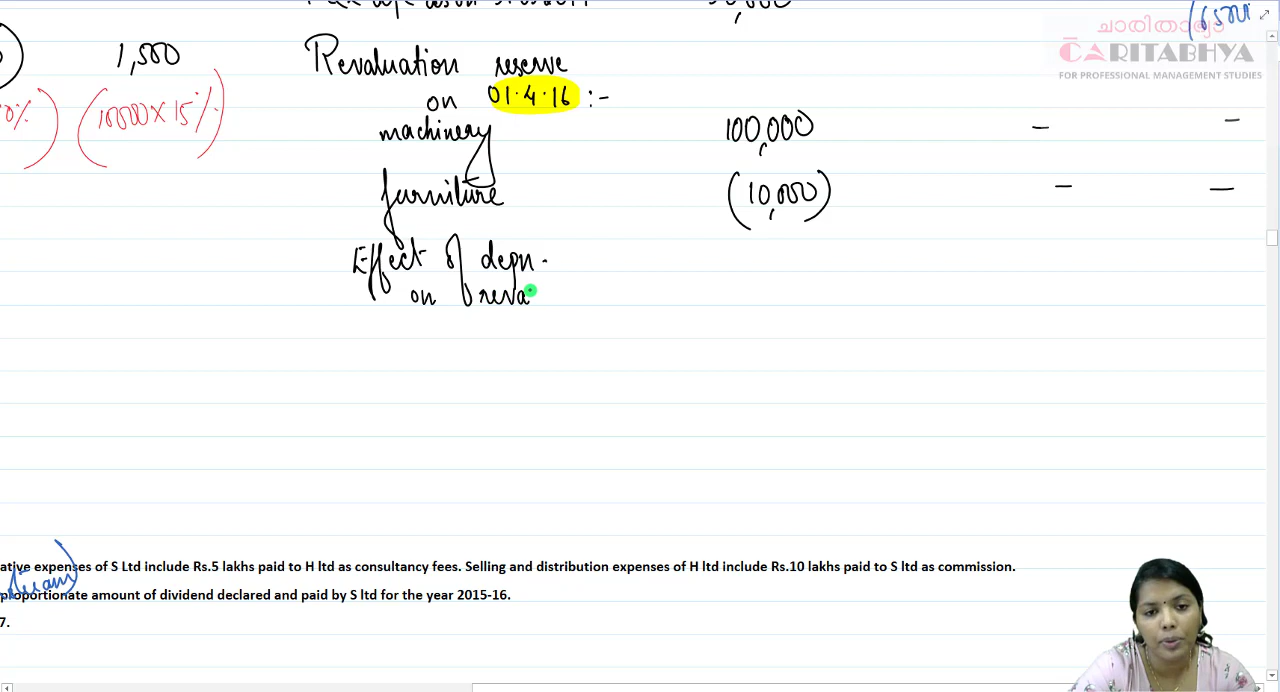 ചാരിതാഭ്യം
CARITABHYA
FOR PROFESSIONAL MANAGEMENT STUDIES
1,500
(10000 × 15%)
Revaluation reserve
on 01.4.16 :-
machinery 100,000 - -
furniture (10,000) - -
Effect of depn.
on reva
ative expenses of S Ltd include Rs.5 lakhs paid to H ltd as consultancy fees. Selling and distribution expenses of H ltd include Rs.10 lakhs paid to S ltd as commission.
proportionate amount of dividend declared and paid by S ltd for the year 2015-16.
7.